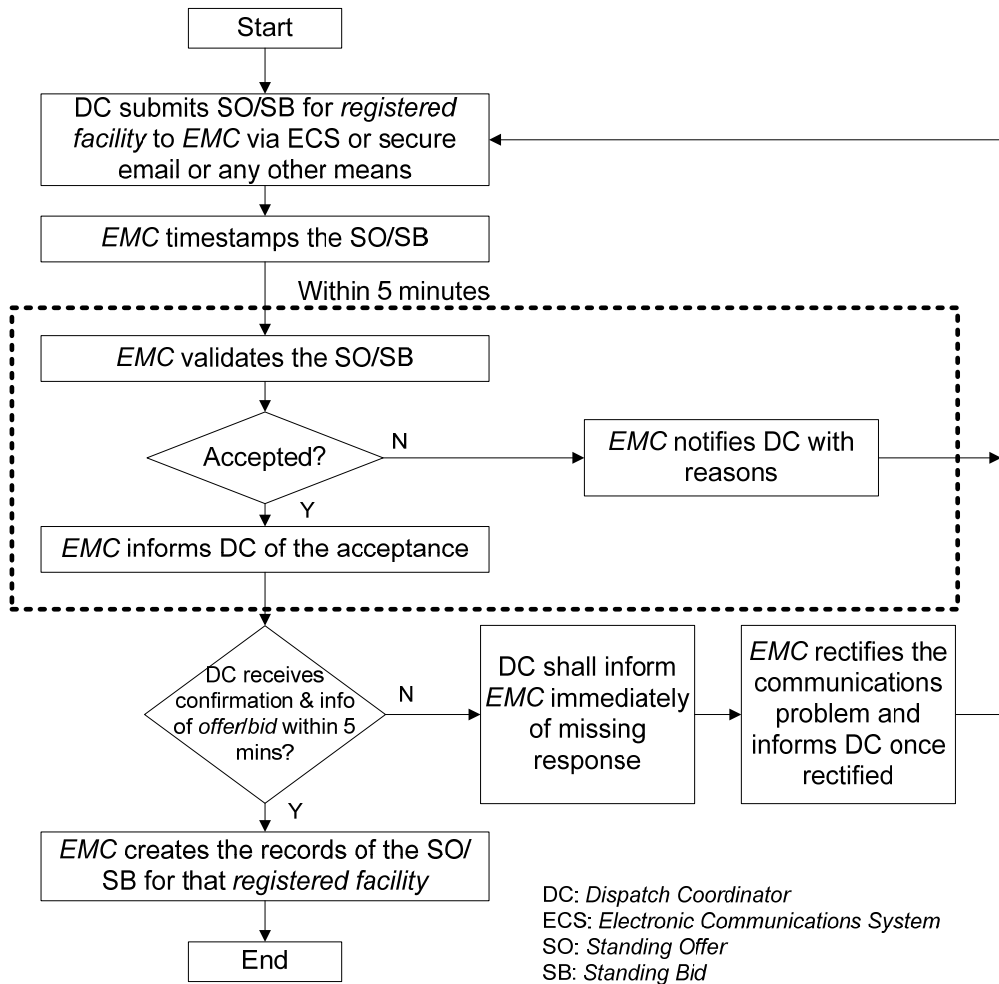 Start
DC submits SO/SB for registered
facility to EMC via ECS or secure
email or any other means
EMC timestamps the SO/SB
Within 5 minutes
EMC validates the SO/SB
Accepted?
N
EMC notifies DC with
reasons
Y
EMC informs DC of the acceptance
DC receives
confirmation & info
of offer/bid within 5
mins?
N
DC shall inform
EMC immediately
of missing
response
EMC rectifies the
communications
problem and
informs DC once
rectified
Y
EMC creates the records of the SO/
SB for that registered facility
End
DC: Dispatch Coordinator
ECS: Electronic Communications System
SO: Standing Offer
SB: Standing Bid